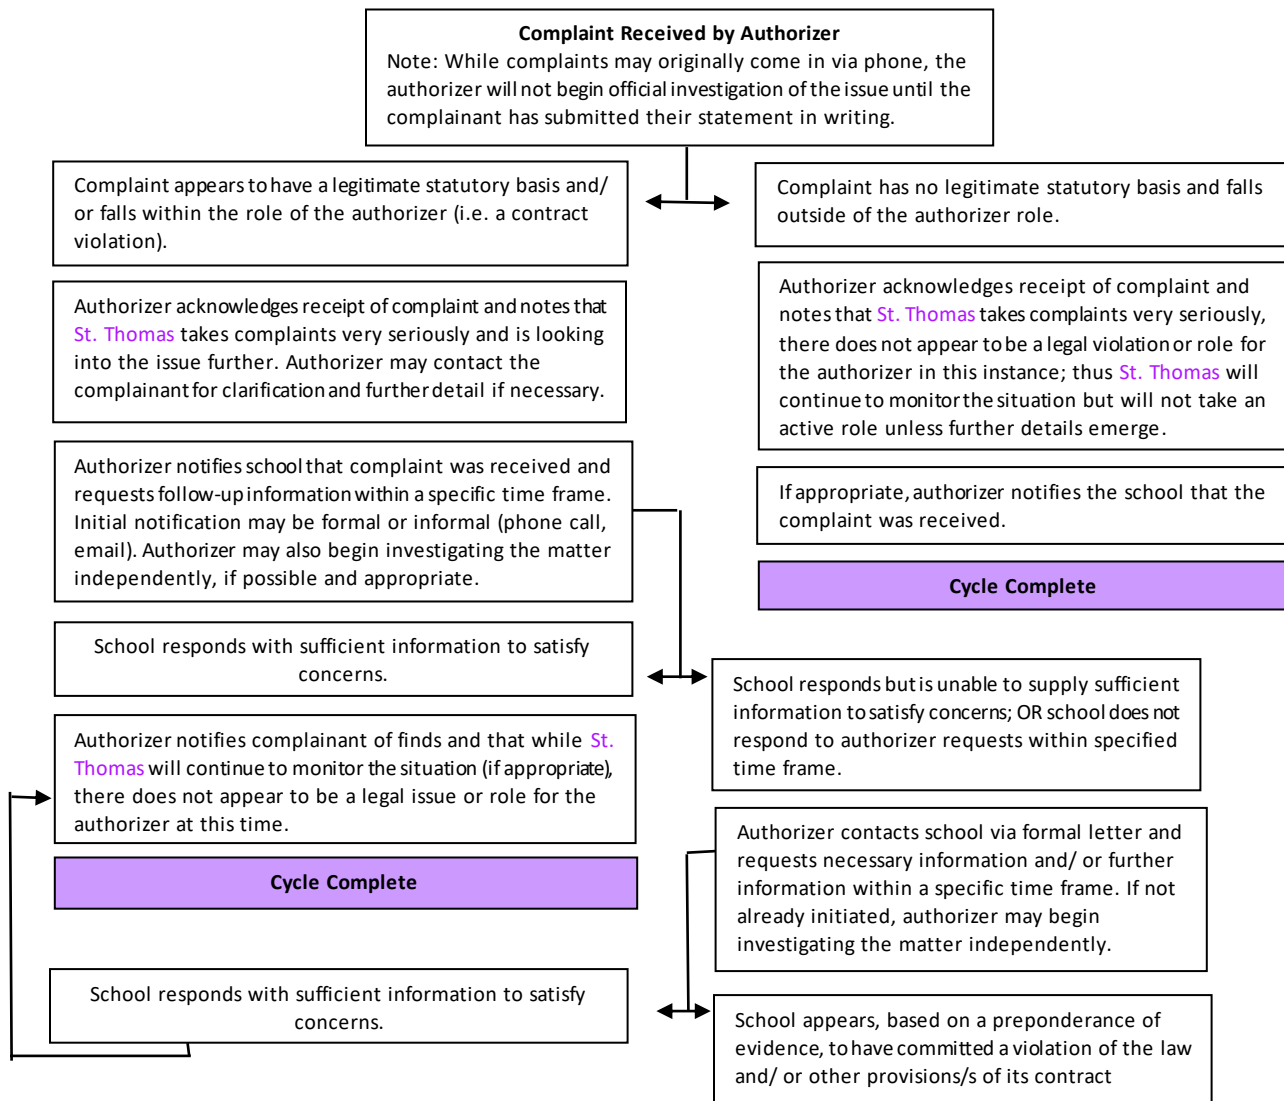 Complaint Received by Authorizer
Note: While complaints may originally come in via phone, the
authorizer will not begin official investigation of the issue until the
complainant has submitted their statement in writing.
Complaint appears to have a legitimate statutory basis and/
or falls within the role of the authorizer (i.e. a contract
violation).
Complaint has no legitimate statutory basis and falls
outside of the authorizer role.
Authorizer acknowledges receipt of complaint and notes that
St. Thomas takes complaints very seriously and is looking
into the issue further. Authorizer may contact the
complainant for clarification and further detail if necessary.
Authorizer acknowledges receipt of complaint and
notes that St. Thomas takes complaints very seriously,
there does not appear to be a legal violation or role for
the authorizer in this instance; thus St. Thomas will
continue to monitor the situation but will not take an
active role unless further details emerge.
Authorizer notifies school that complaint was received and
requests follow-up information within a specific time frame.
Initial notification may be formal or informal (phone call,
email). Authorizer may also begin investigating the matter
independently, if possible and appropriate.
If appropriate, authorizer notifies the school that the
complaint was received.
Cycle Complete
School responds with sufficient information to satisfy
concerns.
School responds but is unable to supply sufficient
information to satisfy concerns; OR school does not
respond to authorizer requests within specified
time frame.
Authorizer notifies complainant of finds and that while St.
Thomas will continue to monitor the situation (if appropriate),
there does not appear to be a legal issue or role for the
authorizer at this time.
Cycle Complete
Authorizer contacts school via formal letter and
requests necessary information and/ or further
information within a specific time frame. If not
already initiated, authorizer may begin
investigating the matter independently.
School responds with sufficient information to satisfy
concerns.
School appears, based on a preponderance of
evidence, to have committed a violation of the law
and/ or other provisions/s of its contract